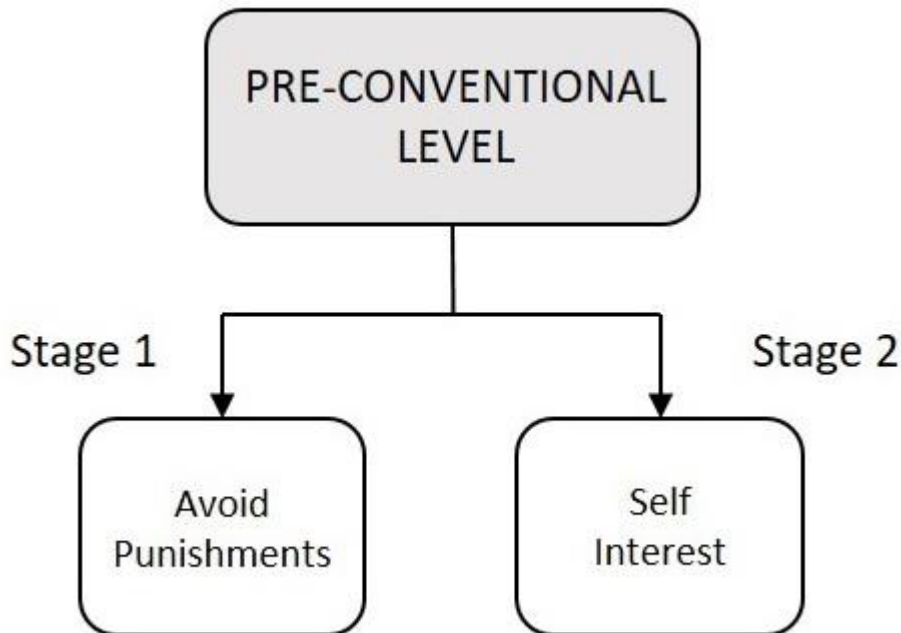 PRE-CONVENTIONAL
LEVEL
Stage 1
Stage 2
Avoid
Punishments
Self
Interest